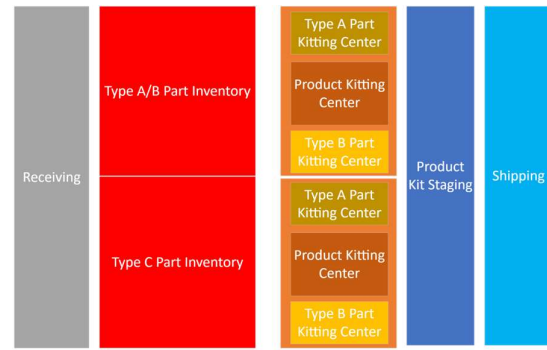 Receiving
Type A/B Part Inventory
Type C Part Inventory
Type A Part
Kitting Center
Product Kitting
Center
Type B Part
Kitting Center
Type A Part
Kitting Center
Product Kitting
Center
Type B Part
Kitting Center
Product
Kit Staging
Shipping